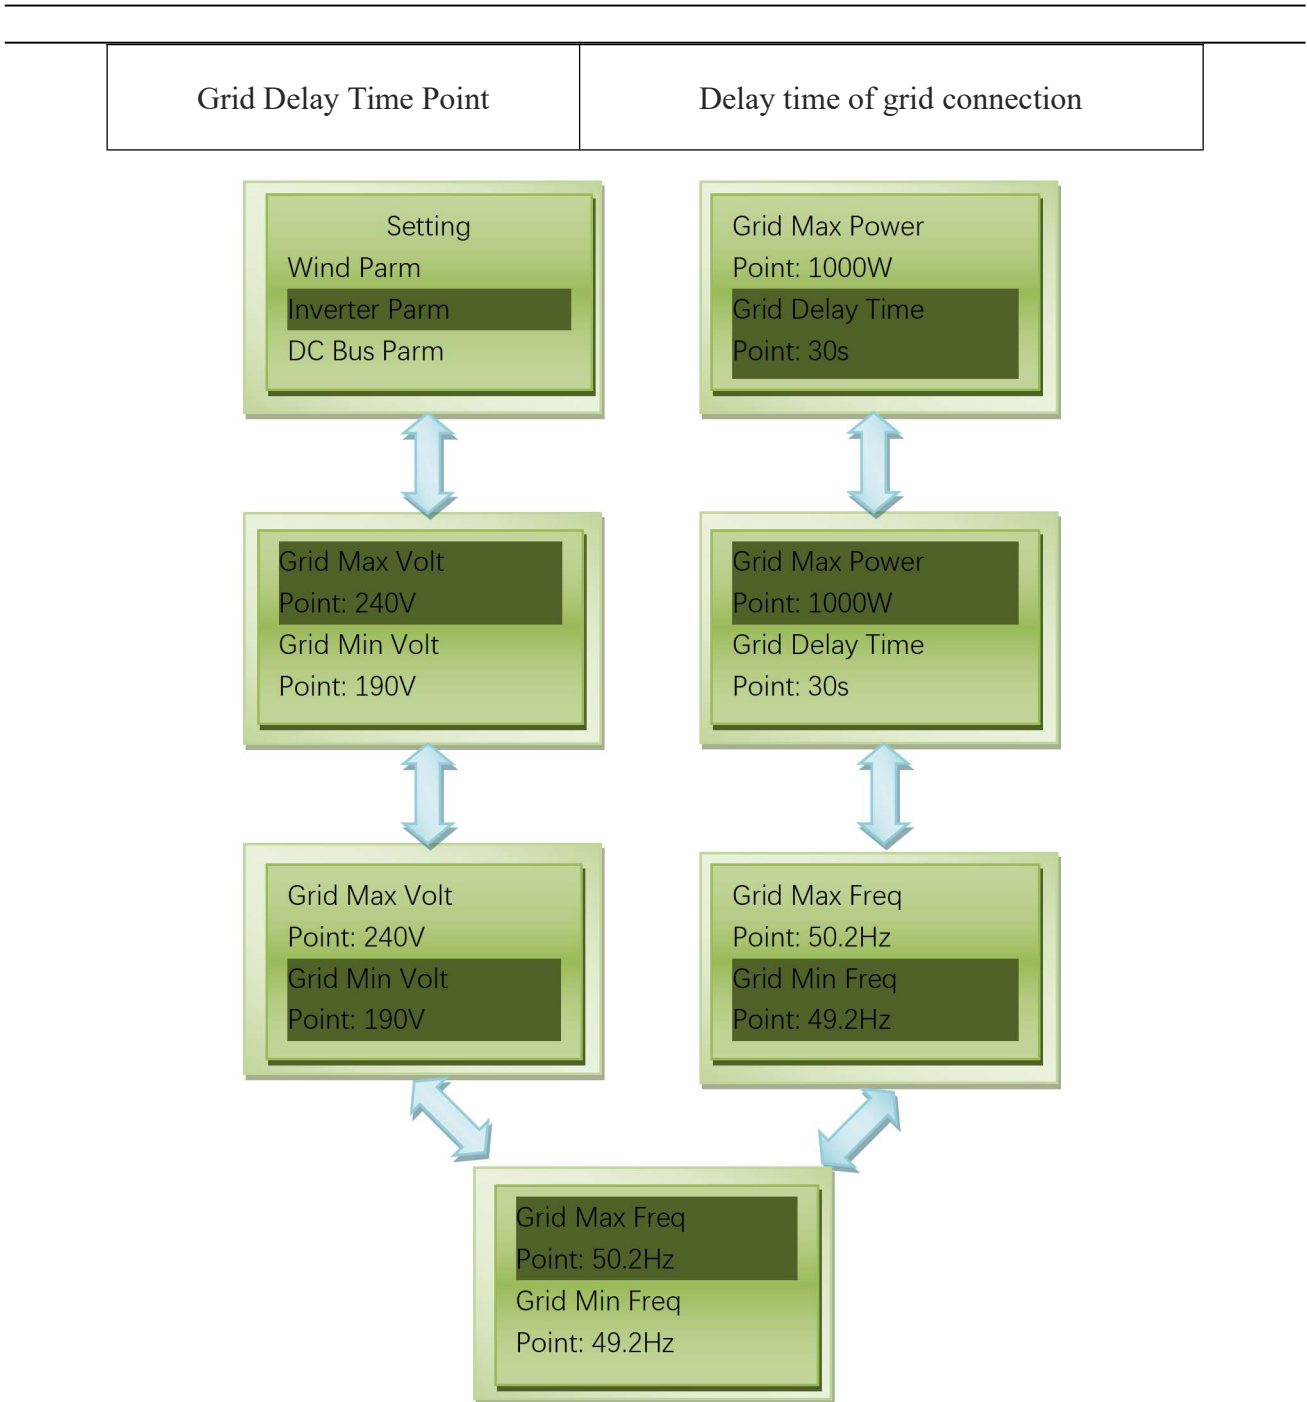 Grid Delay Time Point
Delay time of grid connection
Setting
Wind Parm
Inverter Parm
DC Bus Parm
Grid Max Power
Point: 1000W
Grid Delay Time
Point: 30s
Grid Max Volt
Point: 240V
Grid Min Volt
Point: 190V
Grid Max Power
Point: 1000W
Grid Delay Time
Point: 30s
Grid Max Volt
Point: 240V
Grid Min Volt
Point: 190V
Grid Max Freq
Point: 50.2Hz
Grid Min Freq
Point: 49.2Hz
Grid Max Freq
Point: 50.2Hz
Grid Min Freq
Point: 49.2Hz